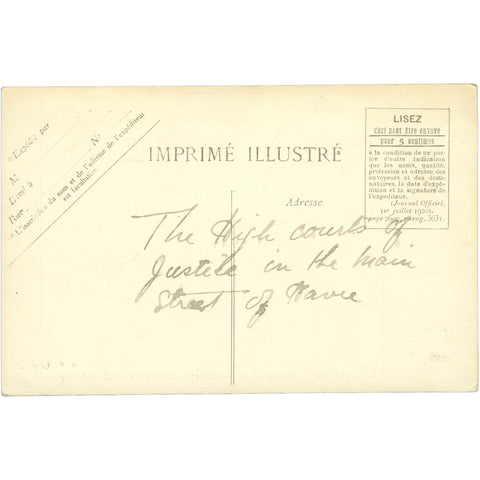 * Expédié par
N°
M
Demt à
Rue
* L'inscription du nom et de l'adresse de l'expéditeur
est facultative.
IMPRIMÉ ILLUSTRÉ
LISEZ
Ceci peut être envoyé
pour 5 centimes
à la condition de ne por-
ter d'autre indication
que les noms, qualité,
profession et adresse des
envoyeurs et des desti-
nataires, la date d'expé-
dition et la signature de
l'expéditeur.
(Journal Officiel,
1er juillet 1920.
page 3631.
Adresse
The High courts of
Justice in the main
Street of Havre